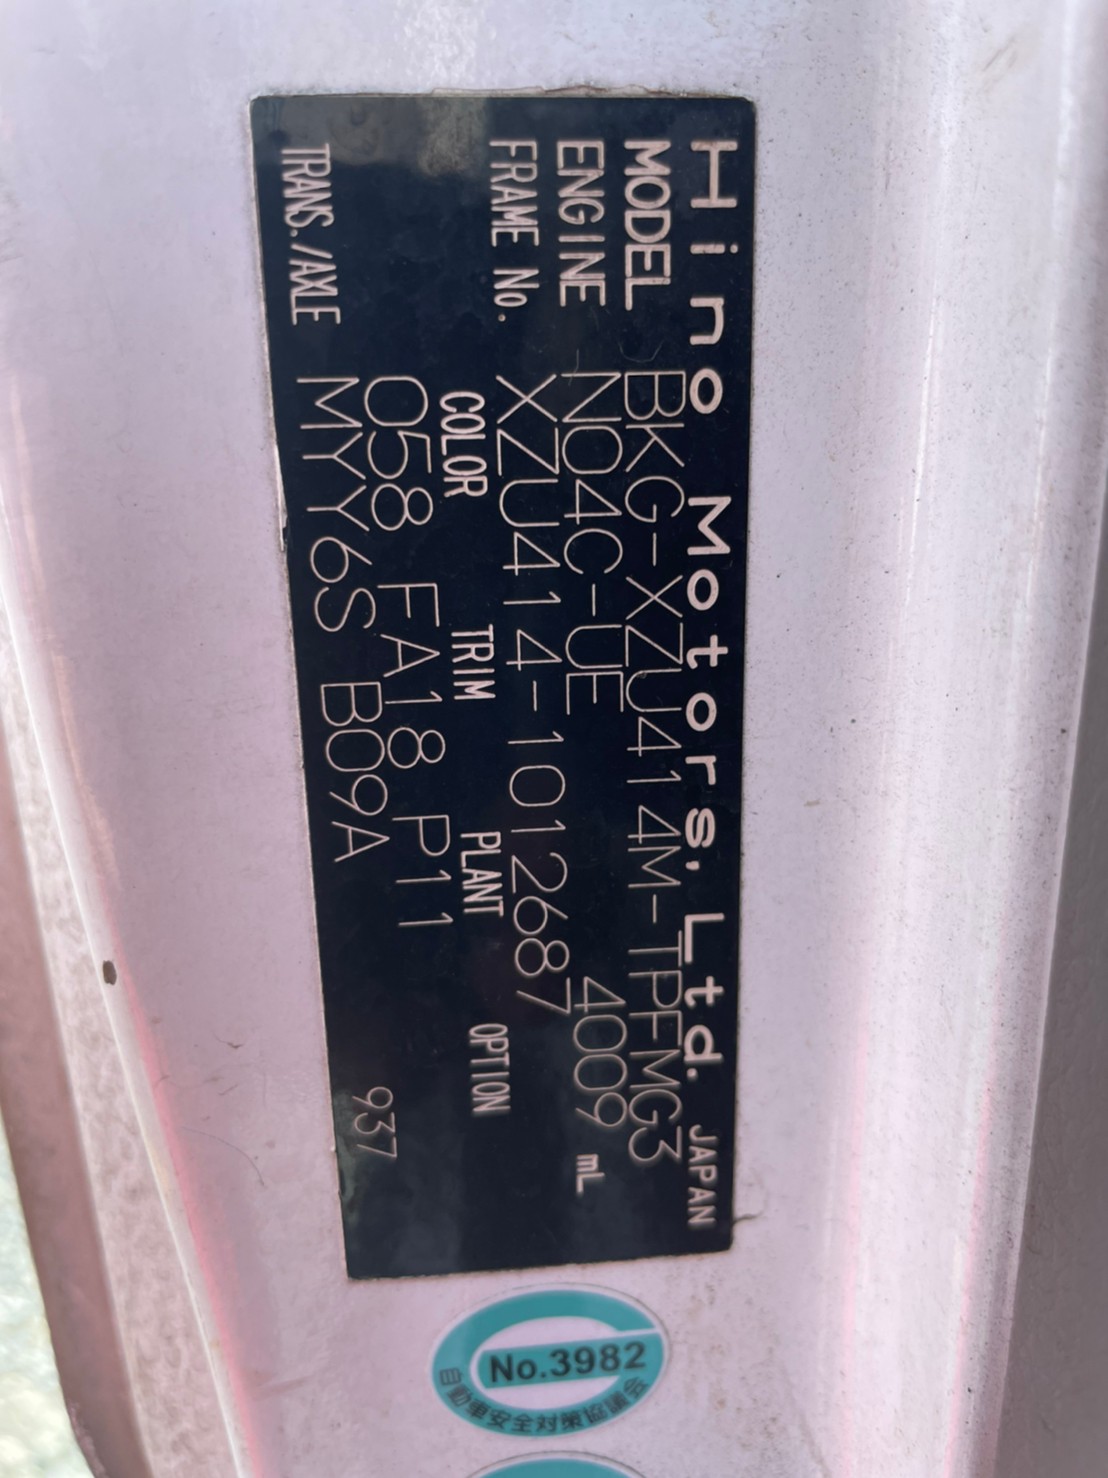 Hino Motors, Ltd. JAPAN
MODEL BKG-XZU414M-TPFMG3
ENGINE N04C-UE 4009 mL
FRAME No. XZU414-1012687
COLOR TRIM PLANT OPTION
058 FA18 P11
TRANS./AXLE MYY6S B09A 937
No.3982
自動車安全対策協議会